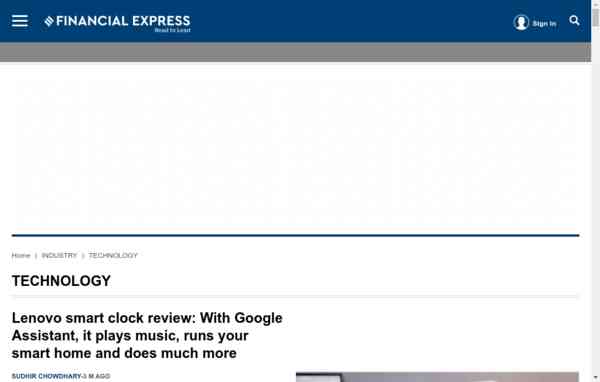 FINANCIAL EXPRESS
Read to Lead
Sign In
Home | INDUSTRY | TECHNOLOGY
TECHNOLOGY
Lenovo smart clock review: With Google
Assistant, it plays music, runs your
smart home and does much more
SUDHIR CHOWDHARY-3 M AGO